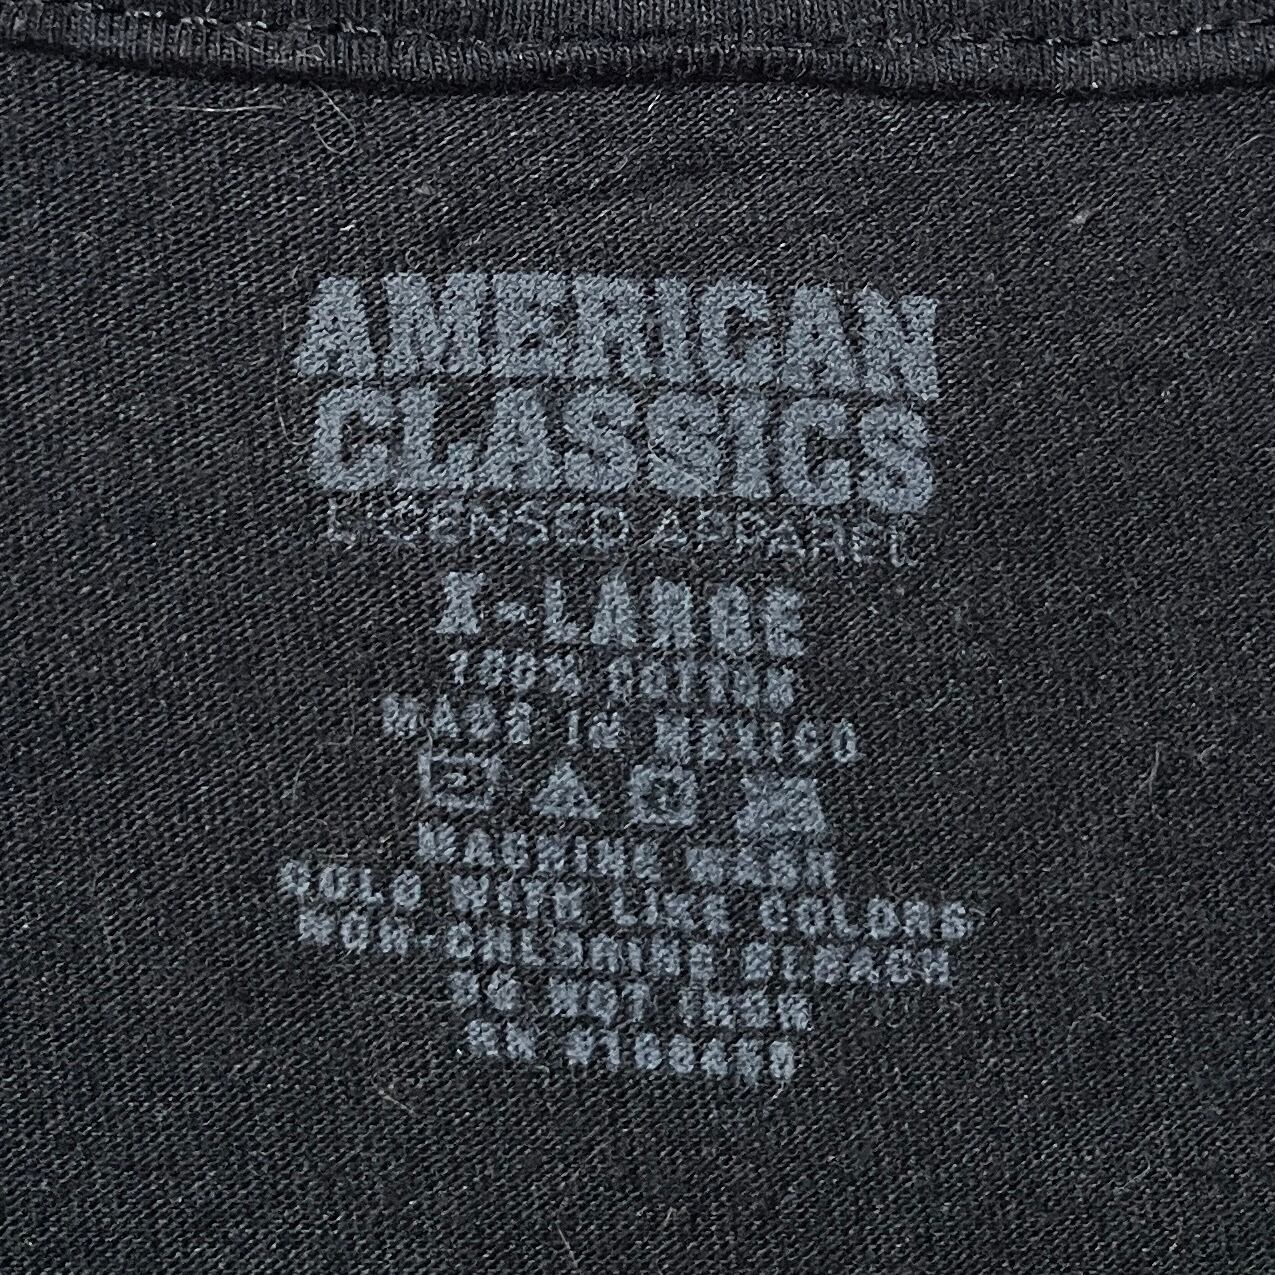 AMERICAN
CLASSICS
LICENSED APPAREL
X-LARGE
100% COTTON
MADE IN MEXICO
MACHINE WASH
COLD WITH LIKE COLORS
NON-CHLORINE BLEACH
DO NOT IRON
RN